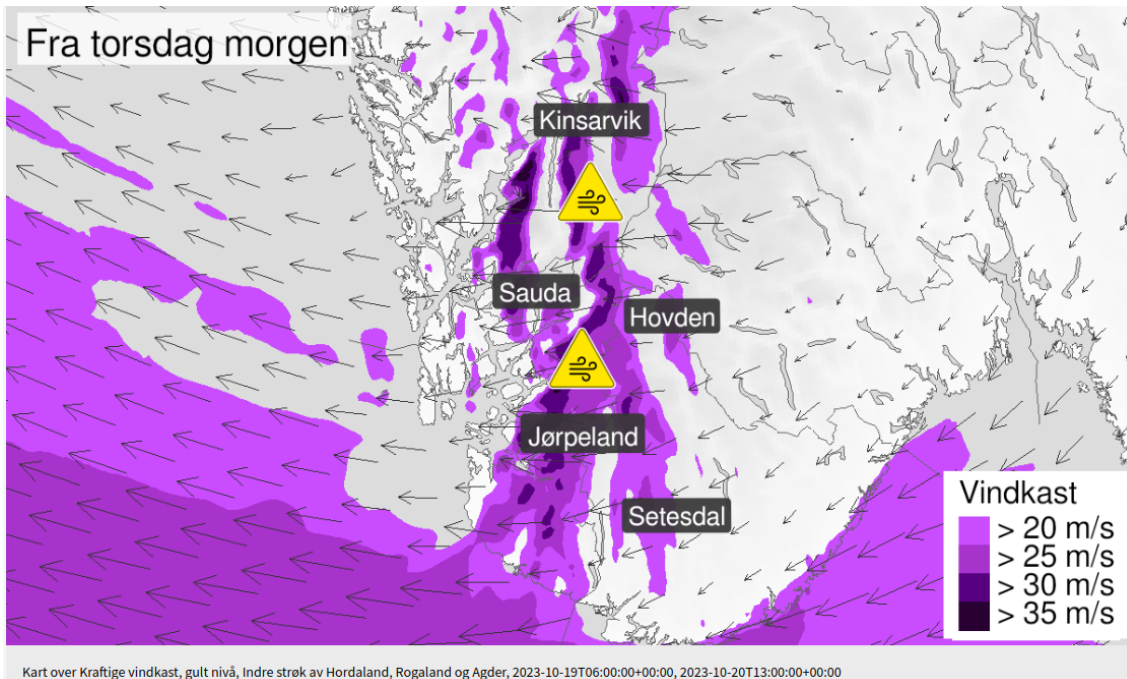 Fra torsdag morgen
Kinsarvik
Sauda
Hovden
Jørpeland
Setesdal
Vindkast
> 20 m/s
> 25 m/s
> 30 m/s
> 35 m/s
Kart over Kraftige vindkast, gult nivå, Indre strøk av Hordaland, Rogaland og Agder, 2023-10-19T06:00:00+00:00, 2023-10-20T13:00:00+00:00